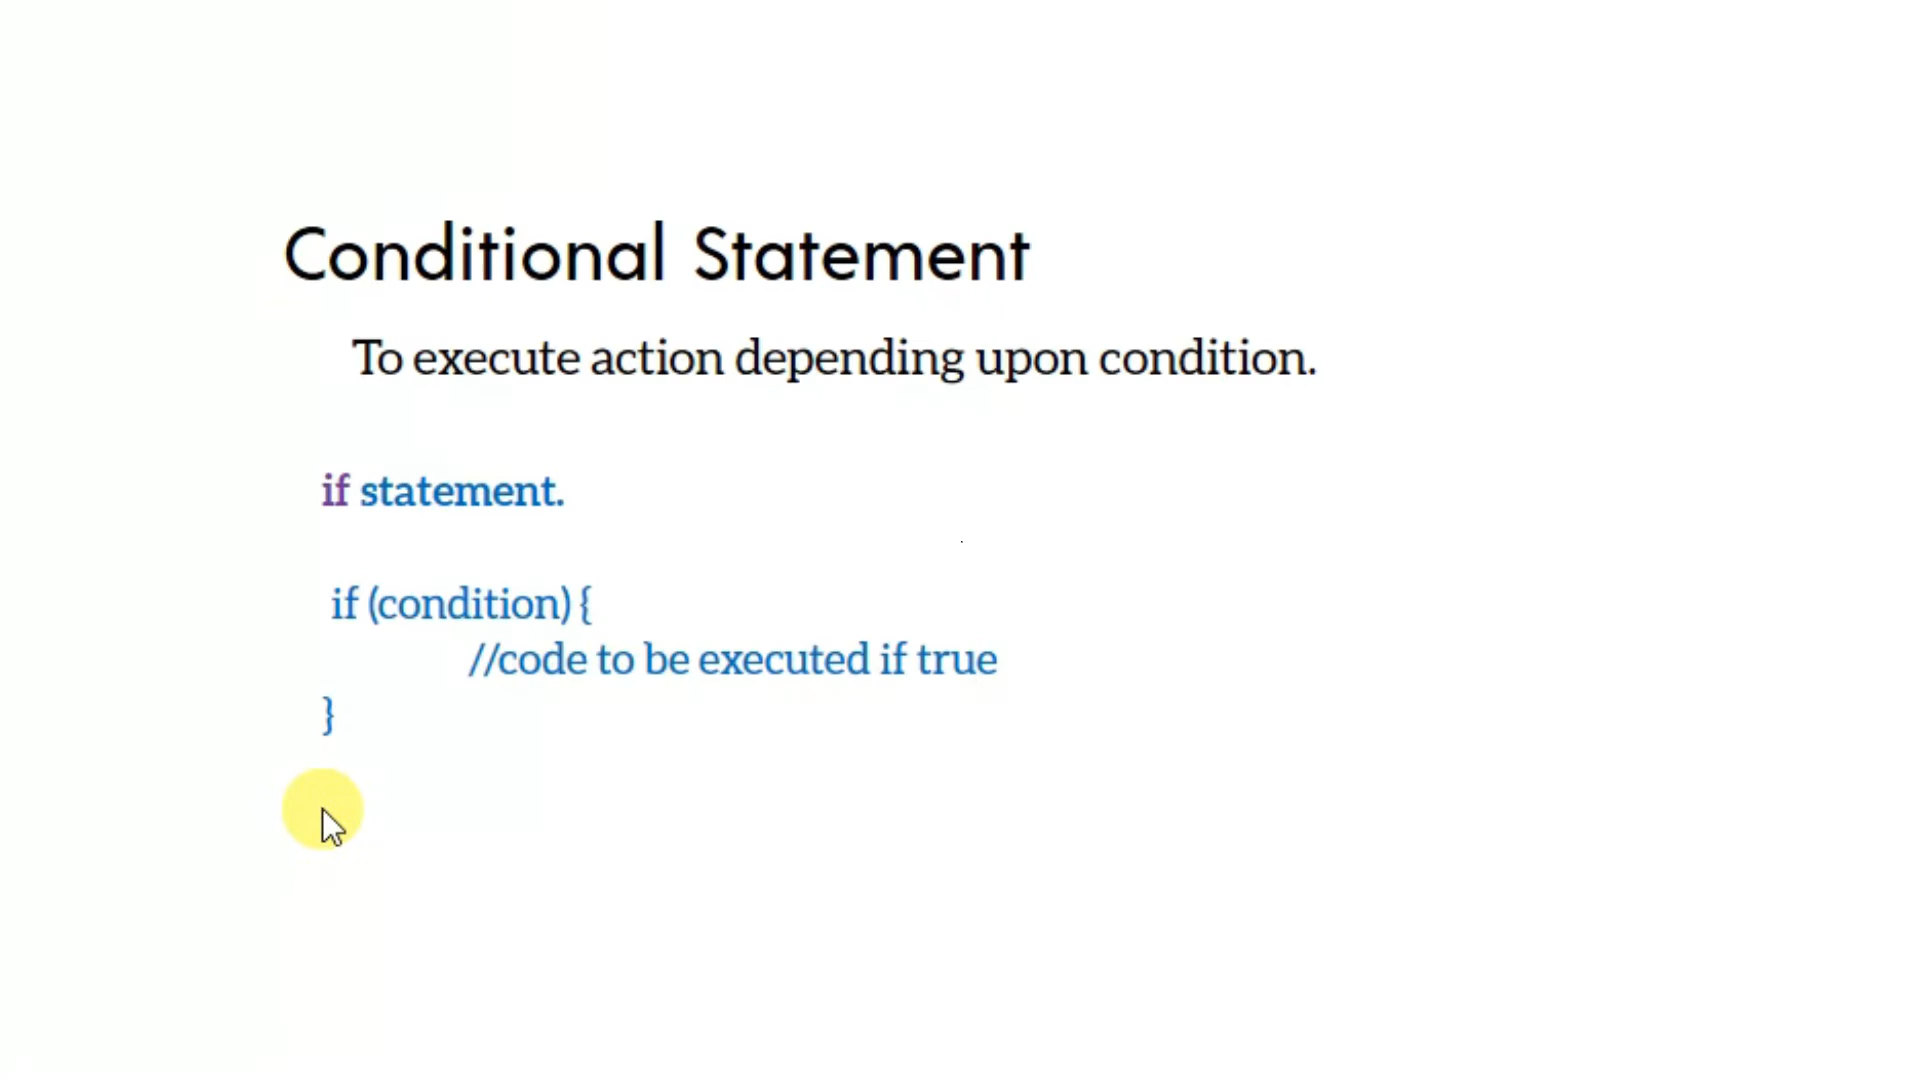 Conditional Statement
To execute action depending upon condition.
if statement.
if (condition) {
//code to be executed if true
}